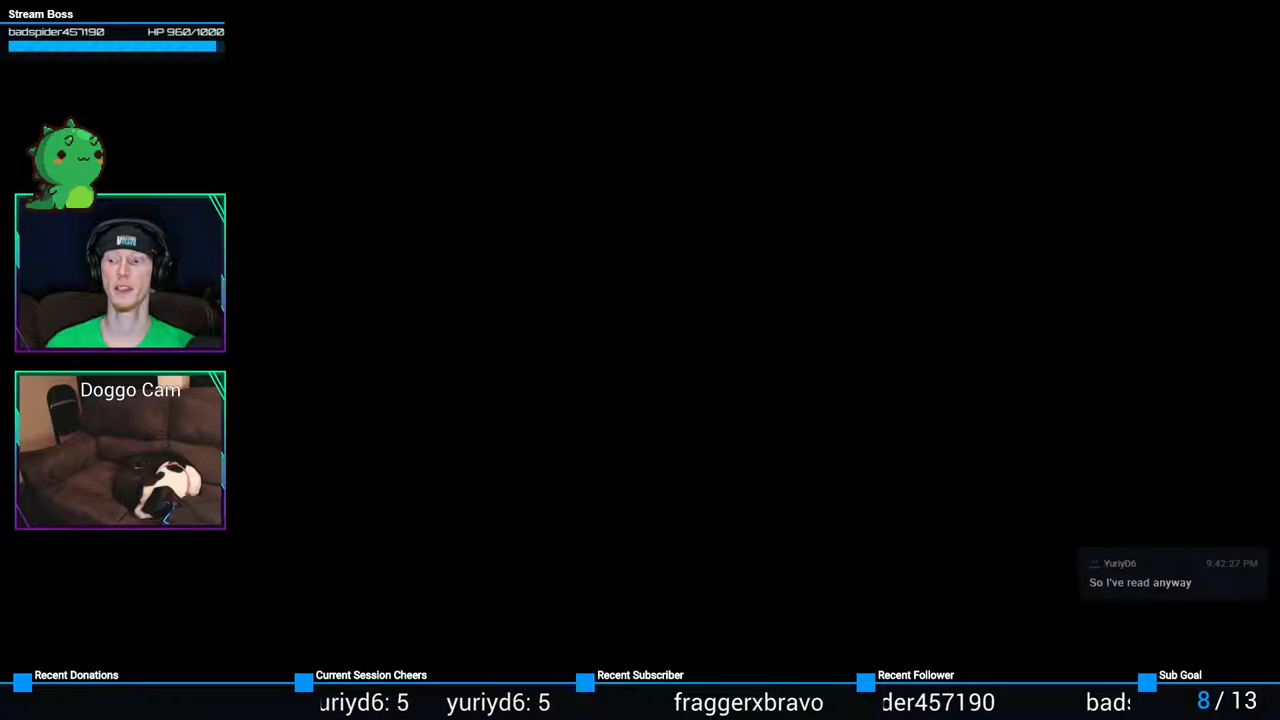 Stream Boss
badspider457190 HP 960/1000
Doggo Cam
YuriyD6 9:42:27 PM
So I've read anyway
Recent Donations
Current Session Cheers
uriyd6: 5 yuriyd6: 5
Recent Subscriber
fraggerxbravo
Recent Follower
der457190 bads
Sub Goal
8 / 13